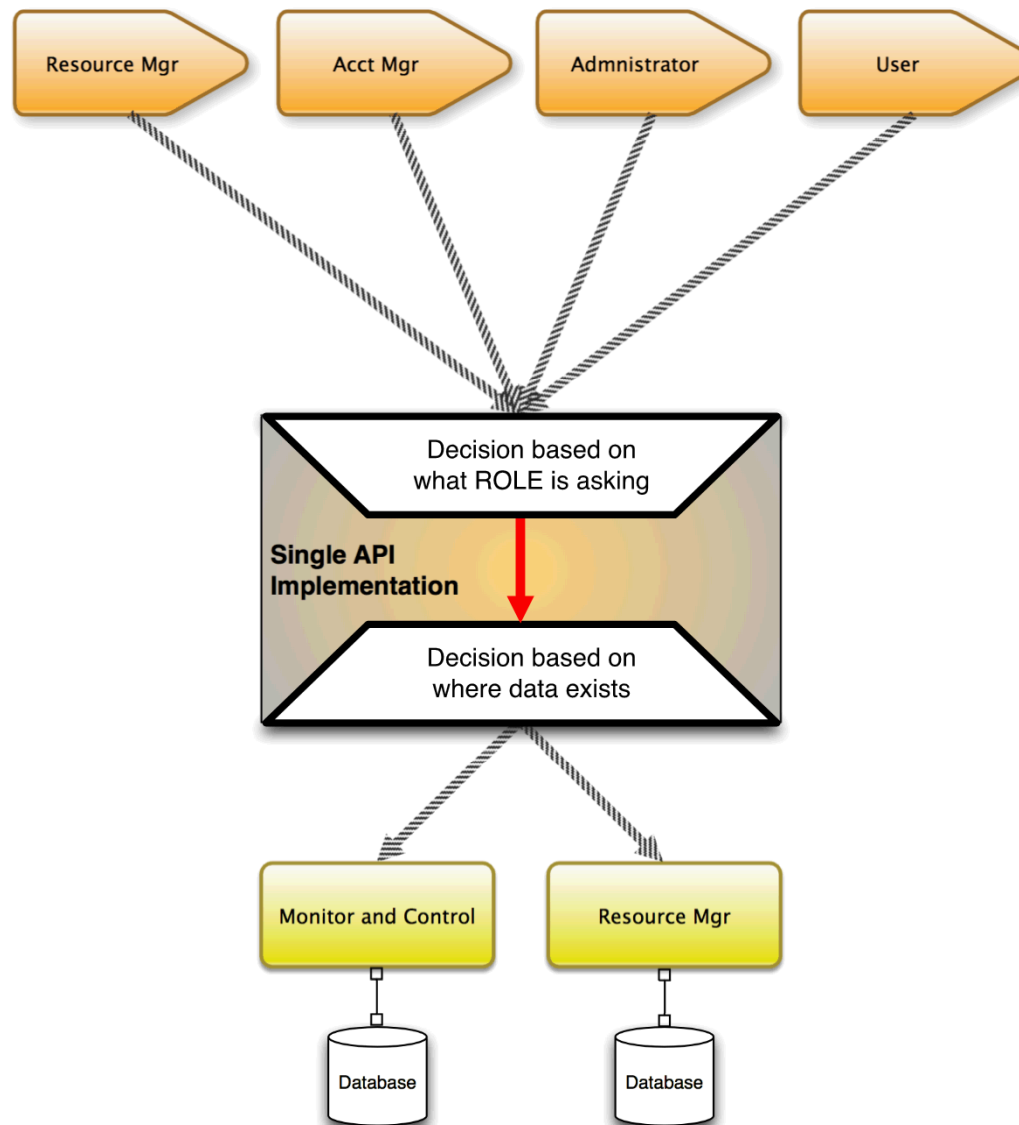 Resource Mgr
Acct Mgr
Admnistrator
User
Decision based on
what ROLE is asking
Single API
Implementation
Decision based on
where data exists
Monitor and Control
Resource Mgr
Database
Database